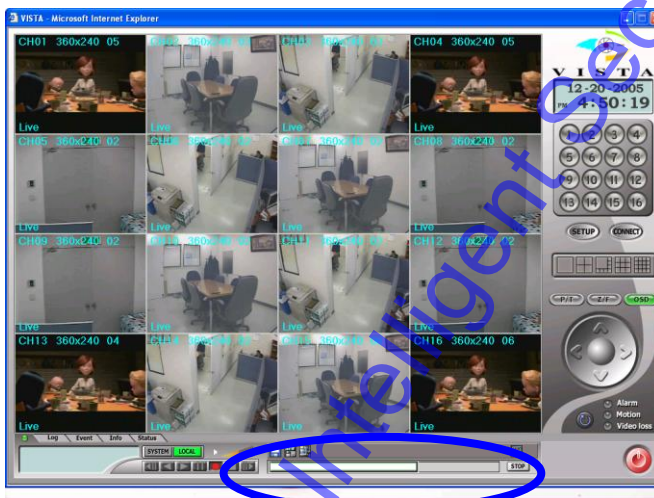 VISTA - Microsoft Internet Explorer
CH01 360x240 05
CH04 360x240 05
Live Live Live Live
CH05 360x240 02
CH08 360x240 02
Live Live Live Live
CH09 360x240 02
CH12 360x240 02
Live Live Live Live
CH13 360x240 04
CH16 360x240 06
Live Live Live Live
VISTA
12-20-2005
PM 4:50:19
1 2 3 4
5 6 7 8
9 10 11 12
13 14 15 16
SETUP CONNECT
P/T Z/F OSD
Alarm
Motion
Video loss
Log Event Info Status
SYSTEM LOCAL
STOP
Intelligent Sec